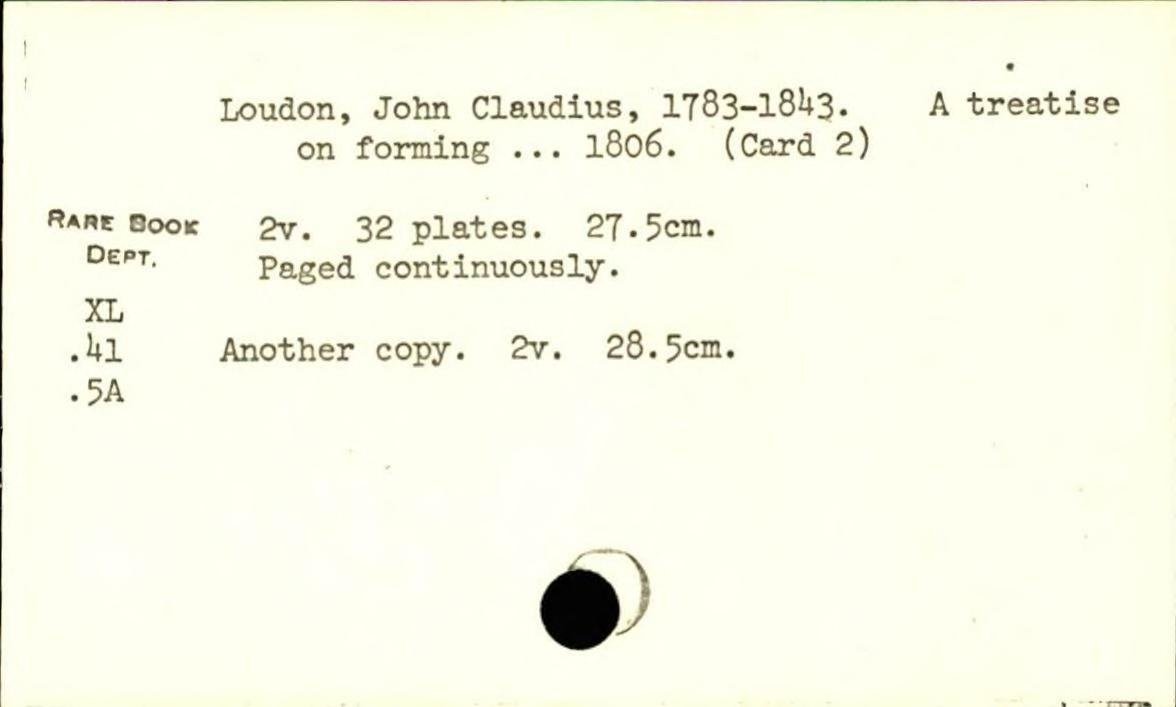 Loudon, John Claudius, 1783-1843. A treatise
on forming ... 1806. (Card 2)
RARE BOOK 2v. 32 plates. 27.5cm.
DEPT. Paged continuously.
XL
.41 Another copy. 2v. 28.5cm.
.5A